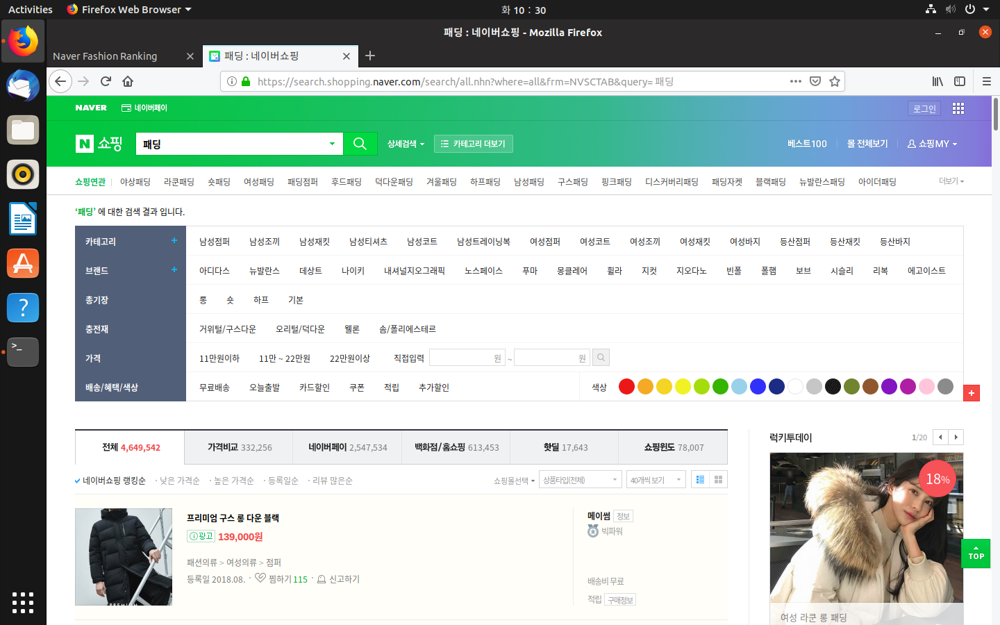 Activities Firefox Web Browser 화 10 : 30
패딩 : 네이버쇼핑 - Mozilla Firefox
Naver Fashion Ranking 패딩 : 네이버쇼핑
https://search.shopping.naver.com/search/all.nhn?where=all&frm=NVSCTAB&query= 패딩
NAVER 네이버페이 로그인
N 쇼핑 패딩 상세검색 카테고리 더보기 베스트100 몰 전체보기 쇼핑MY
쇼핑연관 야상패딩 라쿤패딩 숏패딩 여성패딩 패딩점퍼 후드패딩 덕다운패딩 겨울패딩 하프패딩 남성패딩 구스패딩 핑크패딩 디스커버리패딩 패딩자켓 블랙패딩 뉴발란스패딩 아이더패딩 더보기
‘패딩’ 에 대한 검색 결과 입니다.
카테고리 + 남성점퍼 남성조끼 남성재킷 남성티셔츠 남성코트 남성트레이닝복 여성점퍼 여성코트 여성조끼 여성재킷 여성바지 등산점퍼 등산재킷 등산바지
브랜드 + 아디다스 뉴발란스 데상트 나이키 내셔널지오그래픽 노스페이스 푸마 몽클레어 휠라 지컷 지오다노 빈폴 폴햄 보브 시슬리 리복 에고이스트
총기장 롱 숏 하프 기본
충전재 거위털/구스다운 오리털/덕다운 웰론 솜/폴리에스테르
가격 11만원이하 11만 ~ 22만원 22만원이상 직접입력 원 ~ 원
배송/혜택/색상 무료배송 오늘출발 카드할인 쿠폰 적립 추가할인 색상
전체 4,649,542 가격비교 332,256 네이버페이 2,547,534 백화점/홈쇼핑 613,453 핫딜 17,643 쇼핑윈도 78,007
럭키투데이 1/20
네이버쇼핑 랭킹순 · 낮은 가격순 · 높은 가격순 · 등록일순 · 리뷰 많은순 쇼핑몰선택 상품타입(전체) 40개씩 보기
18%
프리미엄 구스 롱 다운 블랙
광고 139,000원
패션의류 > 여성의류 > 점퍼
등록일 2018.08. · 찜하기 115 · 신고하기
PREMIUM
메이썸 정보
빅파워
배송비 무료
적립 구매정보
TOP
여성 라쿤 롱 패딩